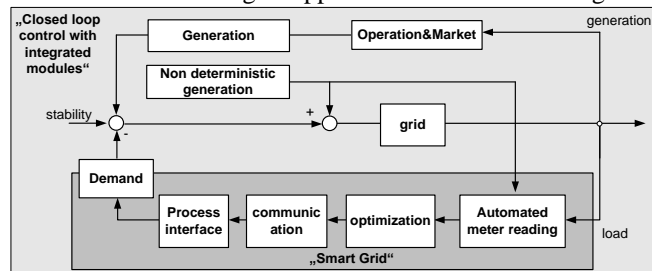 „Closed loop
control with
integrated
modules“
Generation
Operation&Market
generation
Non deterministic
generation
stability
+
-
grid
Demand
Process
interface
communic
ation
optimization
Automated
meter reading
load
„Smart Grid“